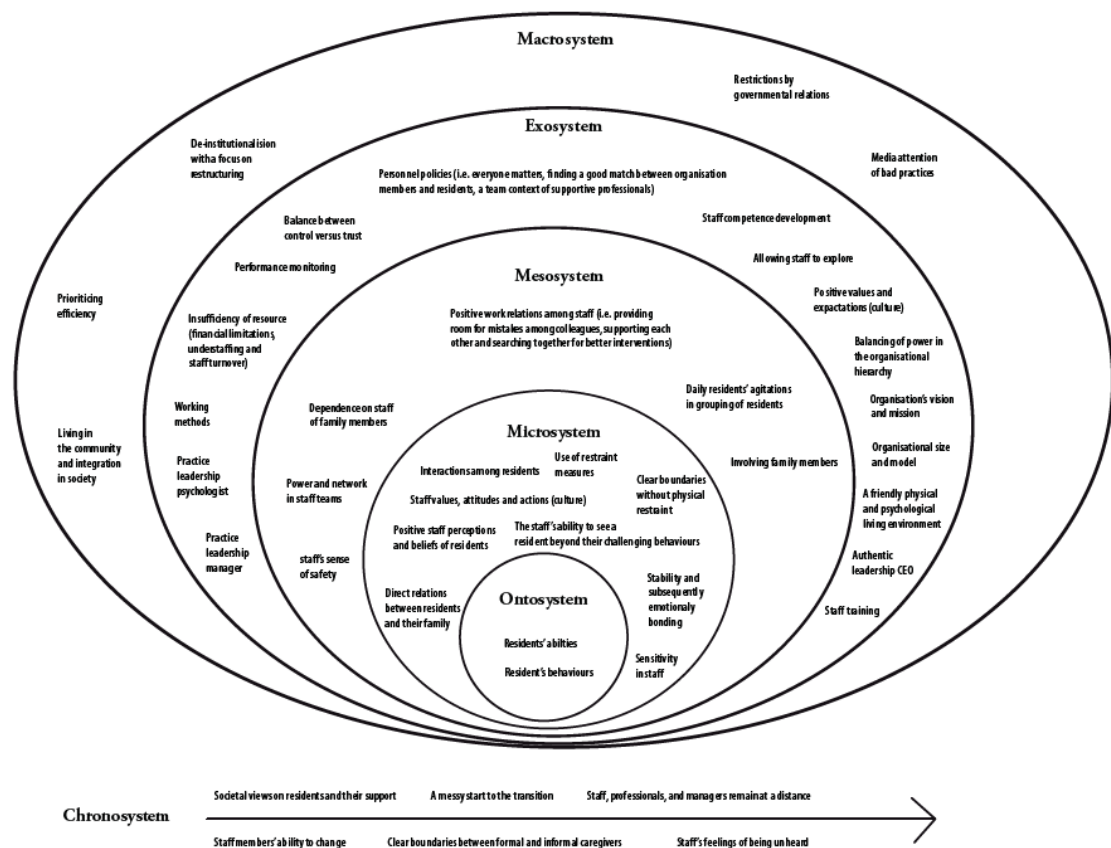 Macrosystem
Restrictions by
governmental relations
De-institutionalision
with a focus on
restructuring
Media attention
of bad practices
Prioriticing
efficiency
Living in
the community
and integration
in society
Exosystem
Personnel policies (i.e. everyone matters, finding a good match between organisation
members and residents, a team context of supportive professionals)
Balance between
control versus trust
Staff competence development
Performance monitoring
Allowing staff to explore
Insufficiency of resource
(financial limitations,
understaffing and
staff turnover)
Positive values and
expactations (culture)
Balancing of power in
the organisational
hierarchy
Working
methods
Organisation's vision
and mission
Practice
leadership
psychologist
Organisational size
and model
Practice
leadership
manager
A friendly physical
and psychological
living environment
Authentic
leadership CEO
Staff training
Mesosystem
Positive work relations among staff (i.e. providing
room for mistakes among colleagues, supporting each
other and searching together for better interventions)
Dependence on staff
of family members
Daily residents' agitations
in grouping of residents
Power and network
in staff teams
Involving family members
staff's sense
of safety
Microsystem
Interactions among residents
Use of restraint
measures
Clear boundaries
without physical
restraint
Staff values, attitudes and actions (culture)
Positive staff perceptions
and beliefs of residents
The staff's ability to see a
resident beyond their challenging behaviours
Direct relations
between residents
and their family
Stability and
subsequently
emotionaly
bonding
Sensitivity
in staff
Ontosystem
Residents' abilties
Resident's behaviours
Chronosystem
Societal views on residents and their support
A messy start to the transition
Staff, professionals, and managers remain at a distance
Staff members' ability to change
Clear boundaries between formal and informal caregivers
Staff's feelings of being unheard